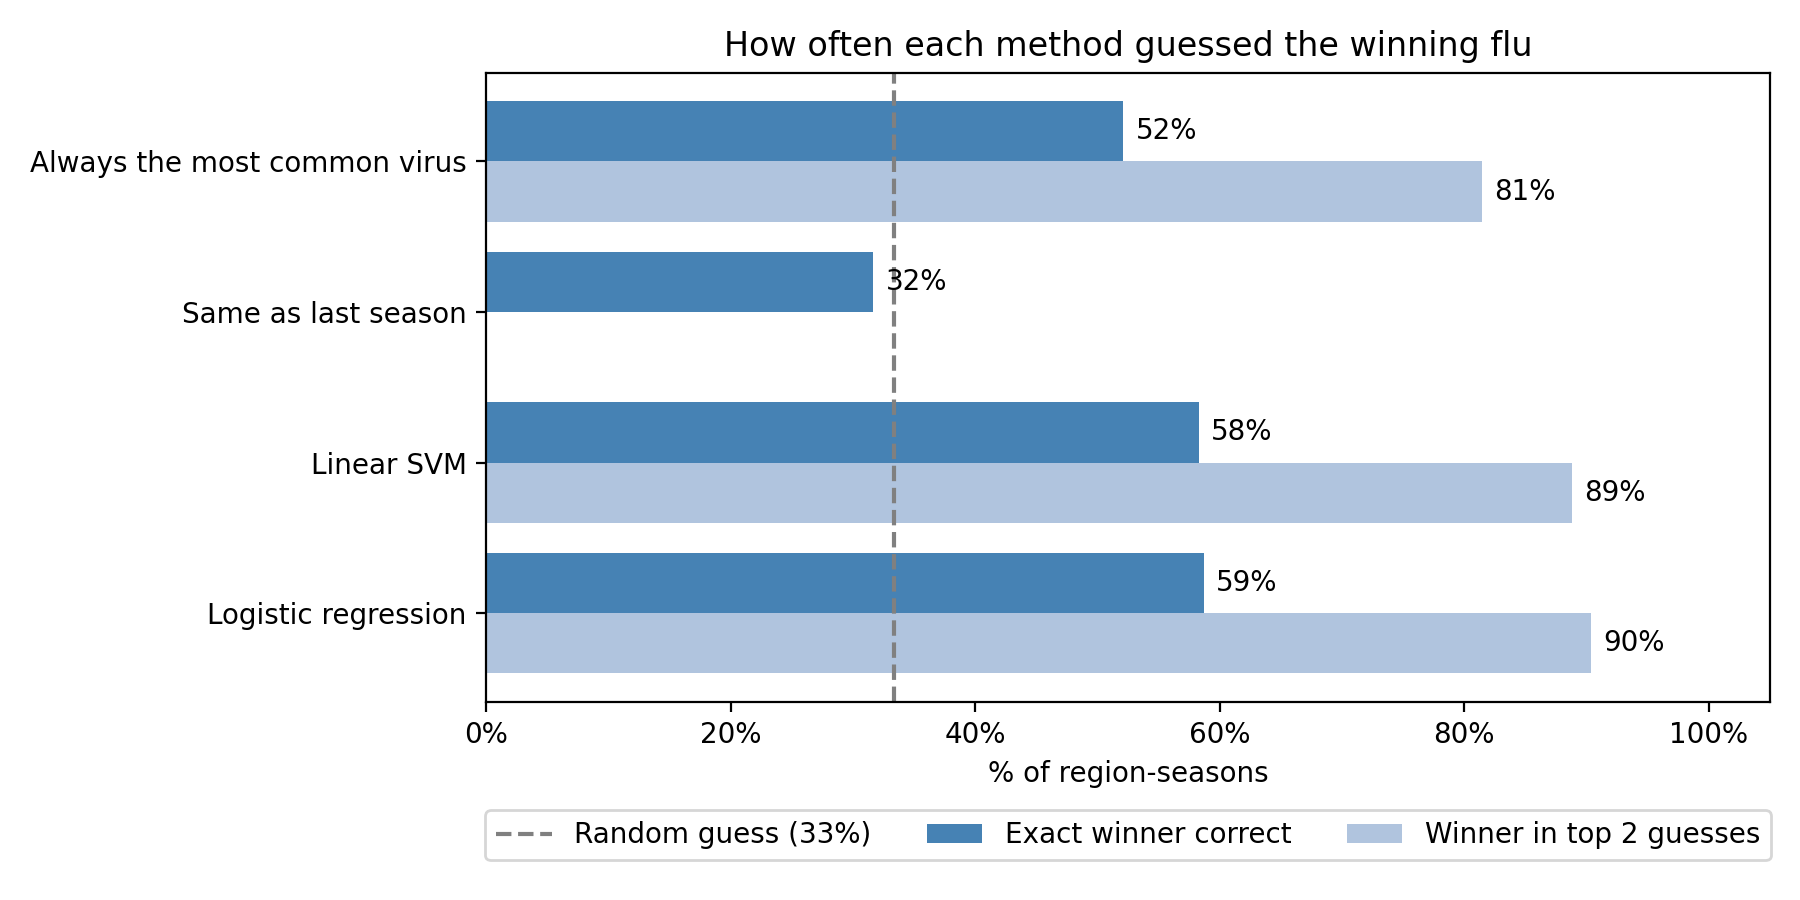 How often each method guessed the winning flu
Always the most common virus
52%
81%
Same as last season
32%
Linear SVM
58%
89%
Logistic regression
59%
90%
0% 20% 40% 60% 80% 100%
% of region-seasons
Random guess (33%) Exact winner correct Winner in top 2 guesses